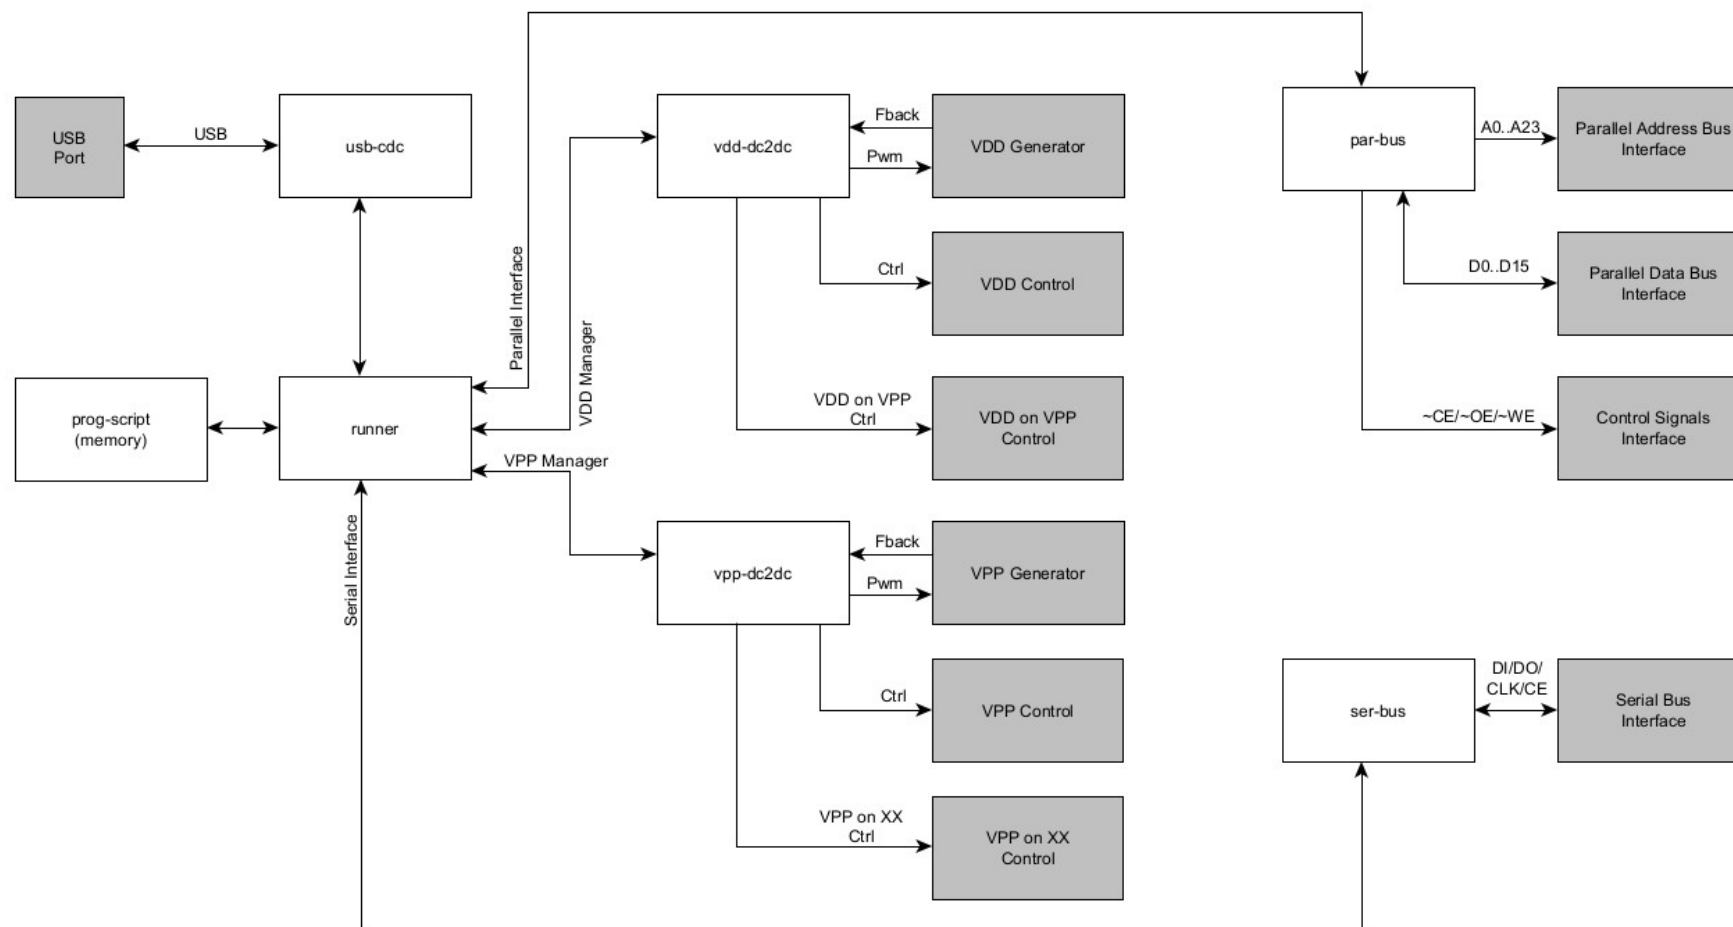 USB
Port
USB
usb-cdc
prog-script
(memory)
runner
Parallel Interface
VDD Manager
VPP Manager
Serial Interface
vdd-dc2dc
Fback
Pwm
VDD Generator
Ctrl
VDD Control
VDD on VPP
Ctrl
VDD on VPP
Control
vpp-dc2dc
Fback
Pwm
VPP Generator
Ctrl
VPP Control
VPP on XX
Ctrl
VPP on XX
Control
par-bus
A0..A23
Parallel Address Bus
Interface
D0..D15
Parallel Data Bus
Interface
~CE/~OE/~WE
Control Signals
Interface
ser-bus
DI/DO/
CLK/CE
Serial Bus
Interface